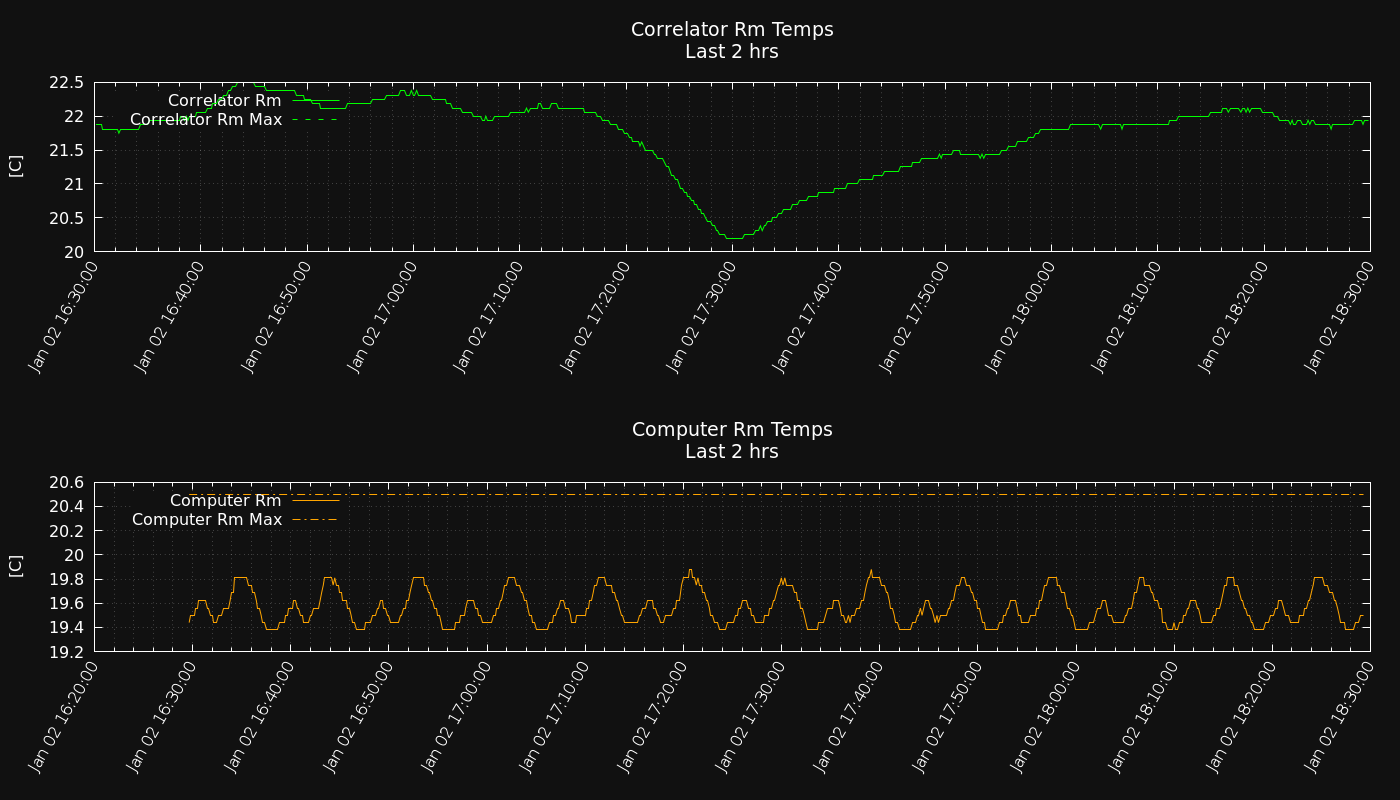 Correlator Rm Temps
Last 2 hrs
[C]
22.5
22
21.5
21
20.5
20
Correlator Rm
Correlator Rm Max
Jan 02 16:30:00
Jan 02 16:40:00
Jan 02 16:50:00
Jan 02 17:00:00
Jan 02 17:10:00
Jan 02 17:20:00
Jan 02 17:30:00
Jan 02 17:40:00
Jan 02 17:50:00
Jan 02 18:00:00
Jan 02 18:10:00
Jan 02 18:20:00
Jan 02 18:30:00
Computer Rm Temps
Last 2 hrs
[C]
20.6
20.4
20.2
20
19.8
19.6
19.4
19.2
Computer Rm
Computer Rm Max
Jan 02 16:20:00
Jan 02 16:30:00
Jan 02 16:40:00
Jan 02 16:50:00
Jan 02 17:00:00
Jan 02 17:10:00
Jan 02 17:20:00
Jan 02 17:30:00
Jan 02 17:40:00
Jan 02 17:50:00
Jan 02 18:00:00
Jan 02 18:10:00
Jan 02 18:20:00
Jan 02 18:30:00